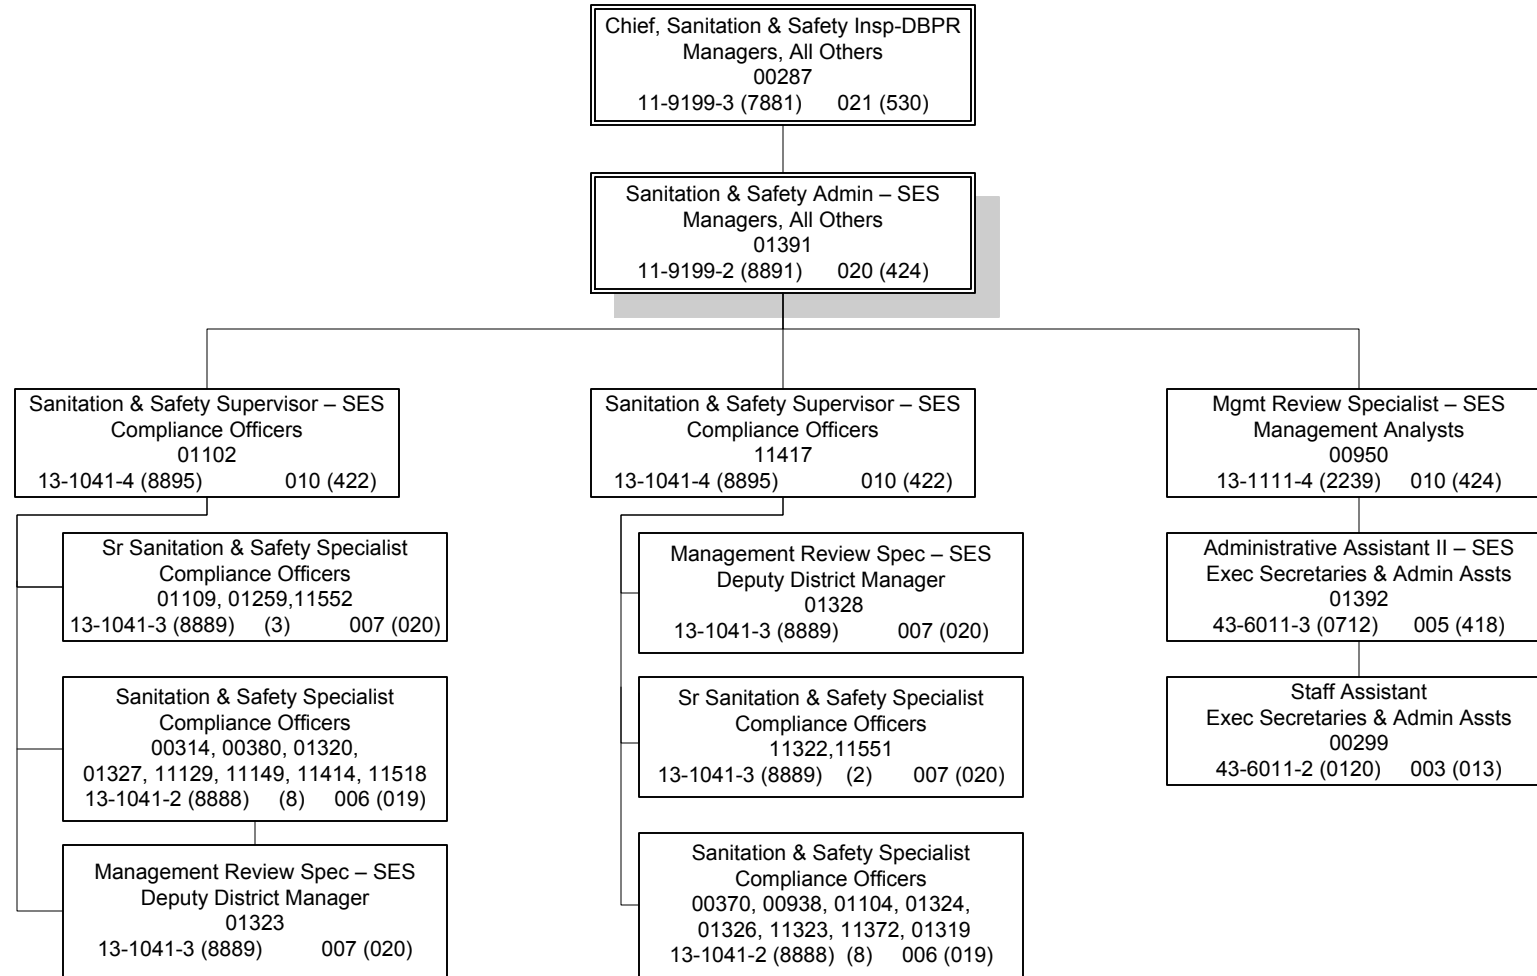 Chief, Sanitation & Safety Insp-DBPR
Managers, All Others
00287
11-9199-3 (7881) 021 (530)
Sanitation & Safety Admin – SES
Managers, All Others
01391
11-9199-2 (8891) 020 (424)
Sanitation & Safety Supervisor – SES
Compliance Officers
01102
13-1041-4 (8895) 010 (422)
Sr Sanitation & Safety Specialist
Compliance Officers
01109, 01259,11552
13-1041-3 (8889) (3) 007 (020)
Sanitation & Safety Specialist
Compliance Officers
00314, 00380, 01320,
01327, 11129, 11149, 11414, 11518
13-1041-2 (8888) (8) 006 (019)
Management Review Spec – SES
Deputy District Manager
01323
13-1041-3 (8889) 007 (020)
Sanitation & Safety Supervisor – SES
Compliance Officers
11417
13-1041-4 (8895) 010 (422)
Management Review Spec – SES
Deputy District Manager
01328
13-1041-3 (8889) 007 (020)
Sr Sanitation & Safety Specialist
Compliance Officers
11322,11551
13-1041-3 (8889) (2) 007 (020)
Sanitation & Safety Specialist
Compliance Officers
00370, 00938, 01104, 01324,
01326, 11323, 11372, 01319
13-1041-2 (8888) (8) 006 (019)
Mgmt Review Specialist – SES
Management Analysts
00950
13-1111-4 (2239) 010 (424)
Administrative Assistant II – SES
Exec Secretaries & Admin Assts
01392
43-6011-3 (0712) 005 (418)
Staff Assistant
Exec Secretaries & Admin Assts
00299
43-6011-2 (0120) 003 (013)